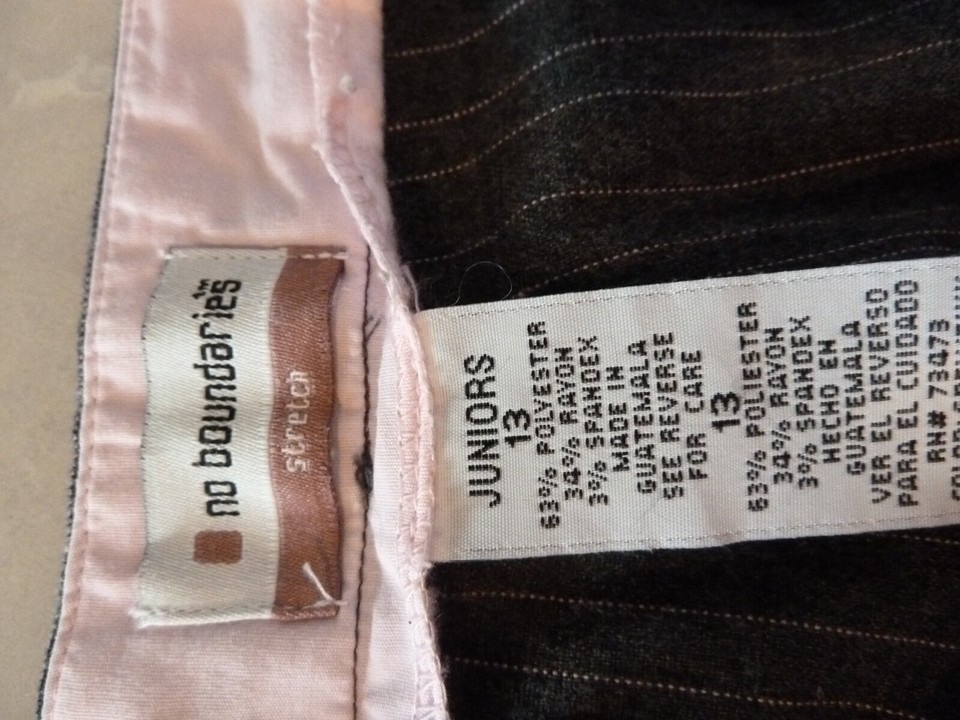 no boundaries™
stretch
JUNIORS
13
63% POLYESTER
34% RAYON
3% SPANDEX
MADE IN
GUATEMALA
SEE REVERSE
FOR CARE
13
63% POLIESTER
34% RAYON
3% SPANDEX
HECHO EN
GUATEMALA
VER EL REVERSO
PARA EL CUIDADO
RN# 73473